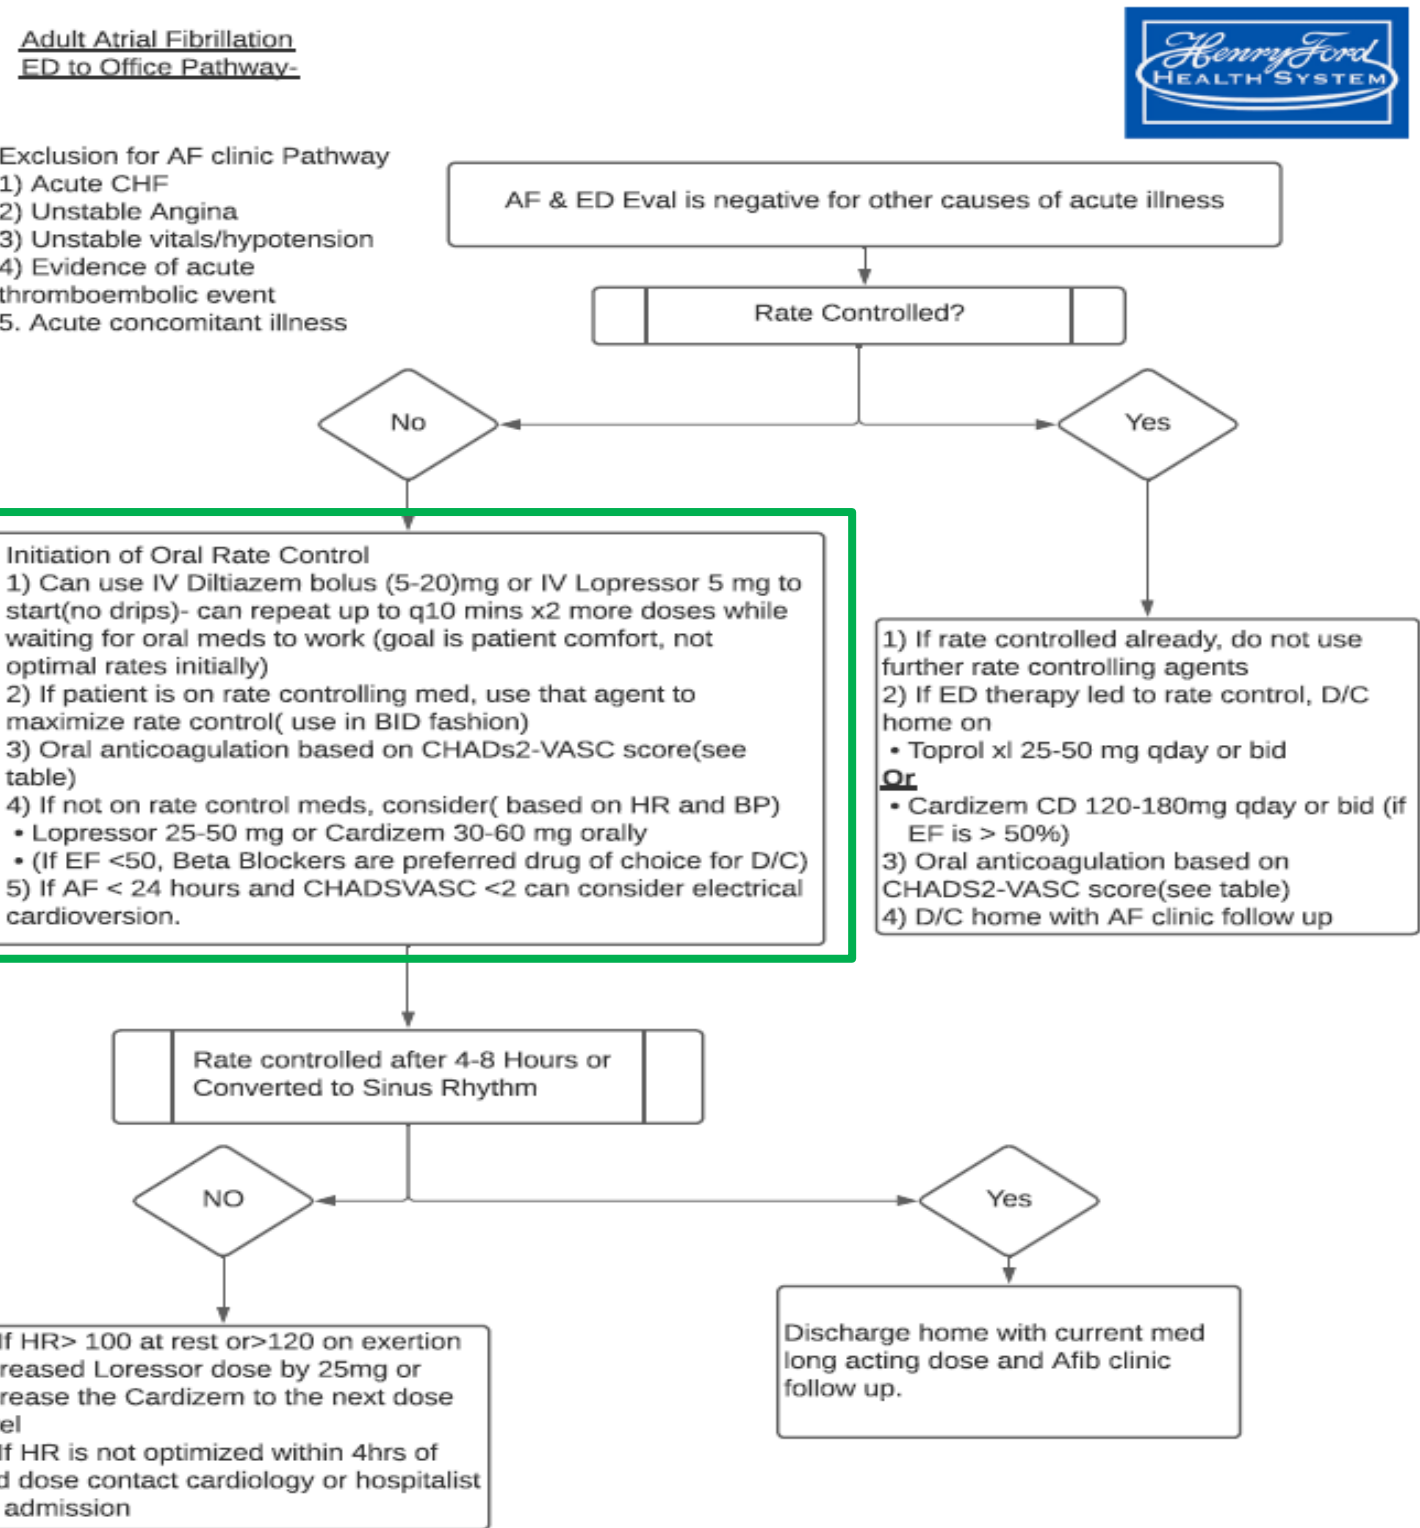 Adult Atrial Fibrillation
ED to Office Pathway-
Henry Ford
HEALTH SYSTEM
Exclusion for AF clinic Pathway
1) Acute CHF
2) Unstable Angina
3) Unstable vitals/hypotension
4) Evidence of acute
thromboembolic event
5. Acute concomitant illness
AF & ED Eval is negative for other causes of acute illness
Rate Controlled?
No
Yes
Initiation of Oral Rate Control
1) Can use IV Diltiazem bolus (5-20)mg or IV Lopressor 5 mg to
start(no drips)- can repeat up to q10 mins x2 more doses while
waiting for oral meds to work (goal is patient comfort, not
optimal rates initially)
2) If patient is on rate controlling med, use that agent to
maximize rate control( use in BID fashion)
3) Oral anticoagulation based on CHADs2-VASC score(see
table)
4) If not on rate control meds, consider( based on HR and BP)
• Lopressor 25-50 mg or Cardizem 30-60 mg orally
• (If EF <50, Beta Blockers are preferred drug of choice for D/C)
5) If AF < 24 hours and CHADSVASC <2 can consider electrical
cardioversion.
1) If rate controlled already, do not use
further rate controlling agents
2) If ED therapy led to rate control, D/C
home on
• Toprol xl 25-50 mg qday or bid
Or
• Cardizem CD 120-180mg qday or bid (if
EF is > 50%)
3) Oral anticoagulation based on
CHADS2-VASC score(see table)
4) D/C home with AF clinic follow up
Rate controlled after 4-8 Hours or
Converted to Sinus Rhythm
NO
Yes
If HR> 100 at rest or>120 on exertion
reased Loressor dose by 25mg or
rease the Cardizem to the next dose
el
If HR is not optimized within 4hrs of
d dose contact cardiology or hospitalist
admission
Discharge home with current med
long acting dose and Afib clinic
follow up.